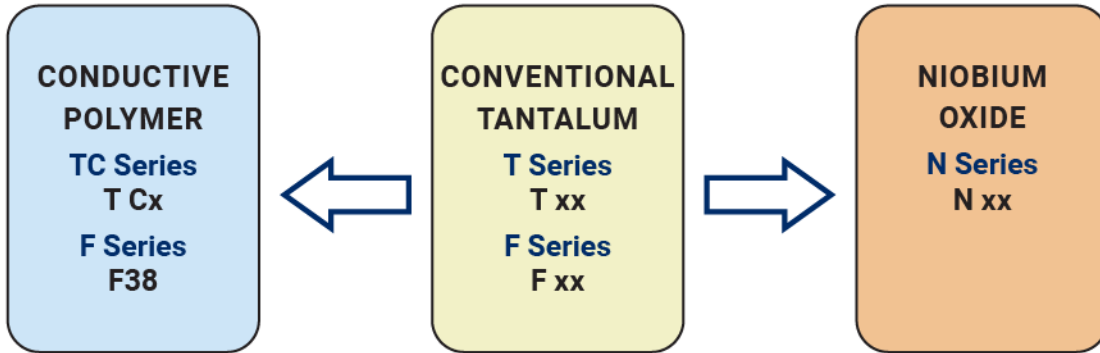 CONDUCTIVE
POLYMER
TC Series
T Cx
F Series
F38
CONVENTIONAL
TANTALUM
T Series
T xx
F Series
F xx
NIOBIUM
OXIDE
N Series
N xx